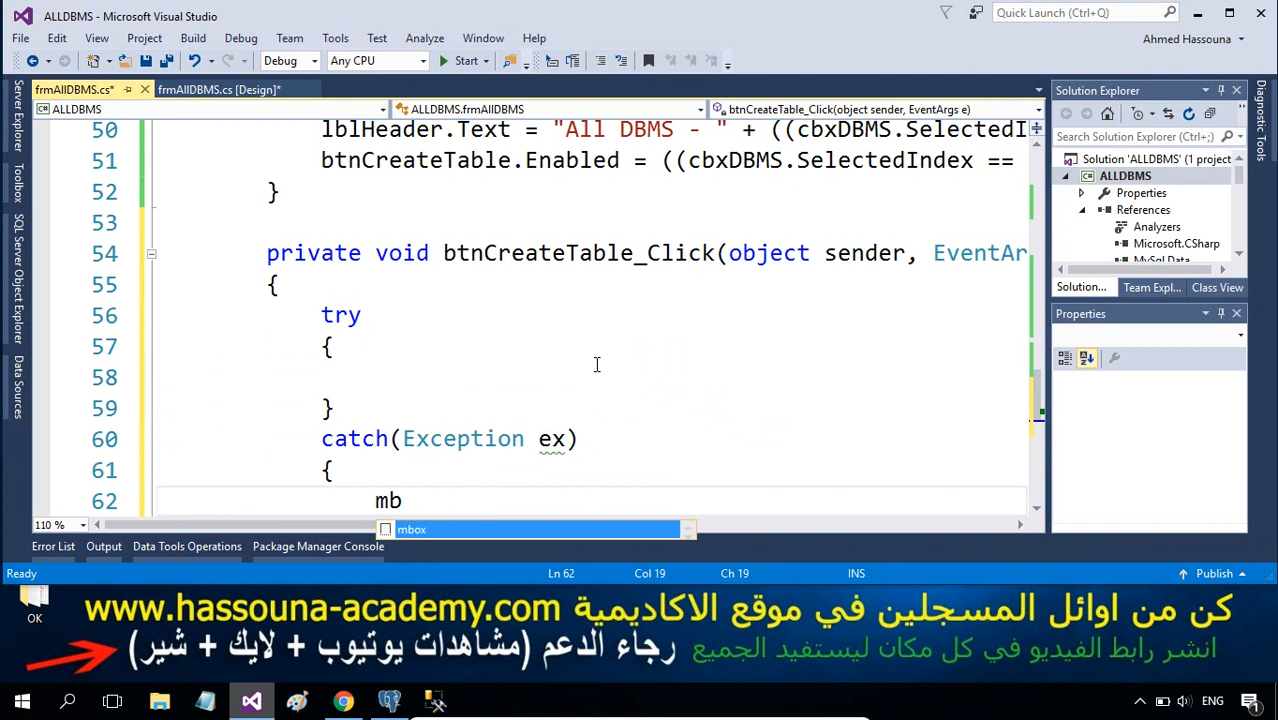 ALLDBMS - Microsoft Visual Studio
Quick Launch (Ctrl+;)
File Edit View Project Build Debug Team Tools Test Analyze Window Help
Ahmed Hassouna
Debug Any CPU Start
frmAllDBMS.cs* frmAllDBMS.cs [Design]*
ALLDBMS ALLDBMS.frmAllDBMS btnCreateTable_Click(object sender, EventArgs e)
50 lblHeader.Text = "All DBMS - " + ((cbxDBMS.SelectedI
51 btnCreateTable.Enabled = ((cbxDBMS.SelectedIndex ==
52 }
53
54 private void btnCreateTable_Click(object sender, EventAr
55 {
56 try
57 {
58
59 }
60 catch(Exception ex)
61 {
62 mb
mbox
110 %
Server Explorer
Toolbox
SQL Server Object Explorer
Data Sources
Solution Explorer
Search Solution Explorer (Ctrl+;)
Solution 'ALLDBMS' (1 project
ALLDBMS
Properties
References
Analyzers
Microsoft.CSharp
MySql.Data
Solution... Team Expl... Class View
Properties
Diagnostic Tools
Error List Output Data Tools Operations Package Manager Console
Ready Ln 62 Col 19 Ch 19 INS Publish
OK
كن من اوائل المسجلين في موقع الاكاديمية www.hassouna-academy.com
انشر رابط الفيديو في كل مكان ليستفيد الجميع رجاء الدعم (مشاهدات يوتيوب + لايك + شير)
ENG
1